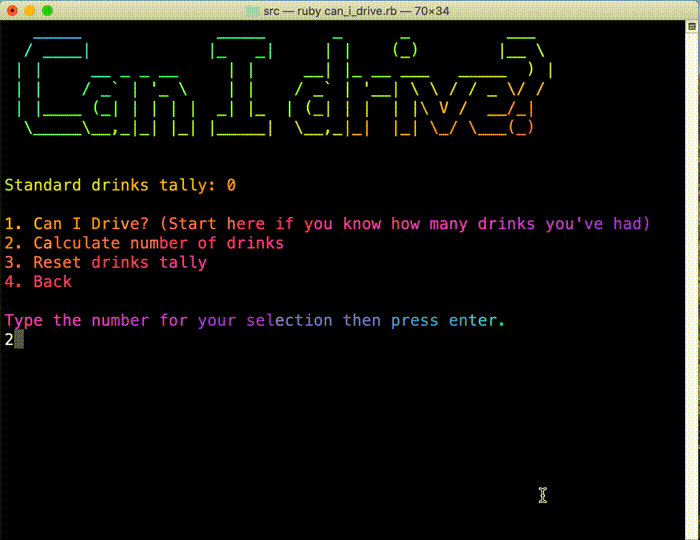 src — ruby can_i_drive.rb — 70×34
Can I drive?
Standard drinks tally: 0
1. Can I Drive? (Start here if you know how many drinks you've had)
2. Calculate number of drinks
3. Reset drinks tally
4. Back
Type the number for your selection then press enter.
2